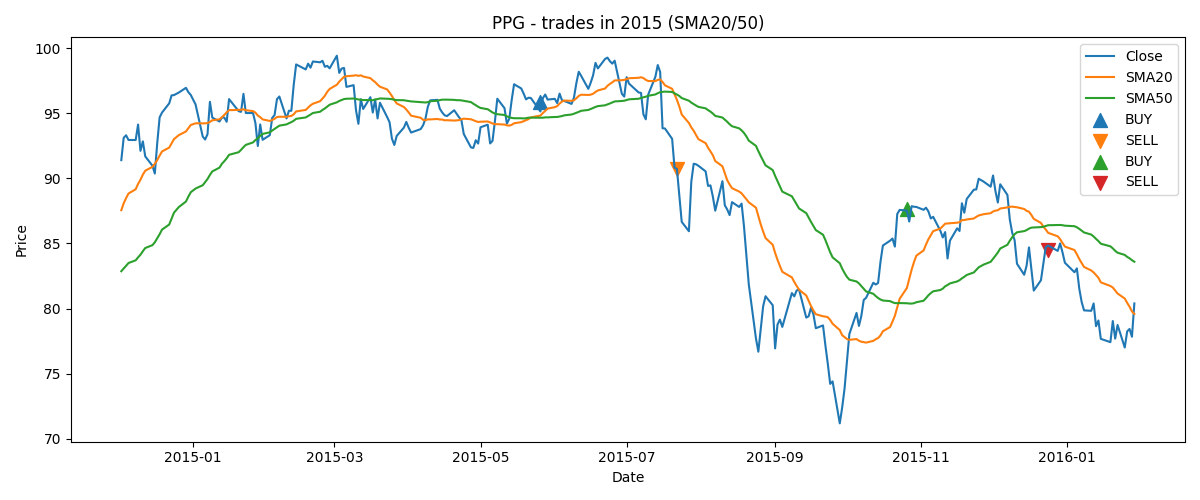 PPG - trades in 2015 (SMA20/50)
100
95
90
85
80
75
70
Price
Close
SMA20
SMA50
BUY
SELL
BUY
SELL
2015-01 2015-03 2015-05 2015-07 2015-09 2015-11 2016-01
Date